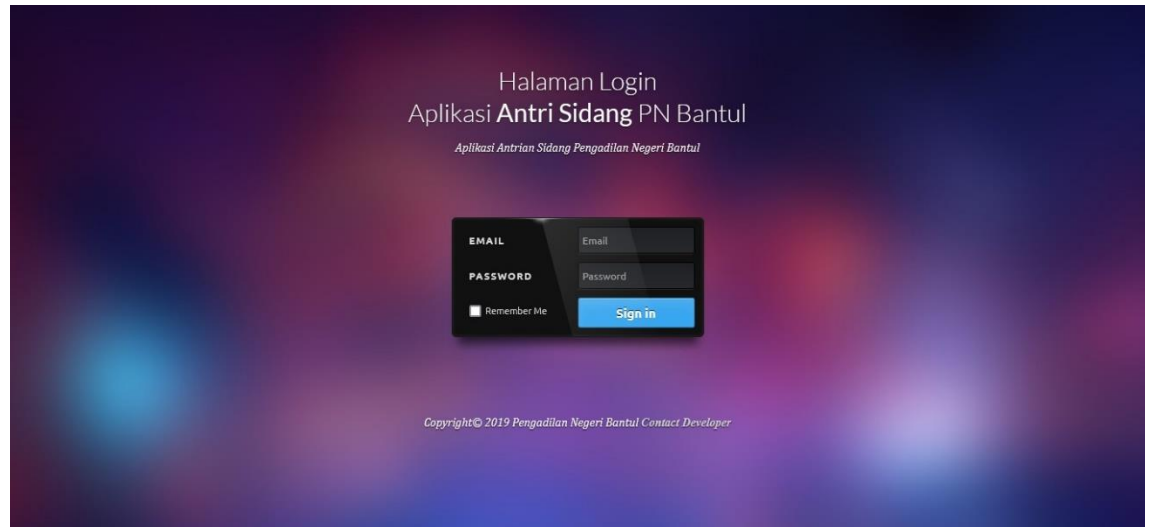 Halaman Login
Aplikasi Antri Sidang PN Bantul
Aplikasi Antrian Sidang Pengadilan Negeri Bantul
EMAIL Email
PASSWORD Password
Remember Me Sign in
Copyright© 2019 Pengadilan Negeri Bantul Contact Developer